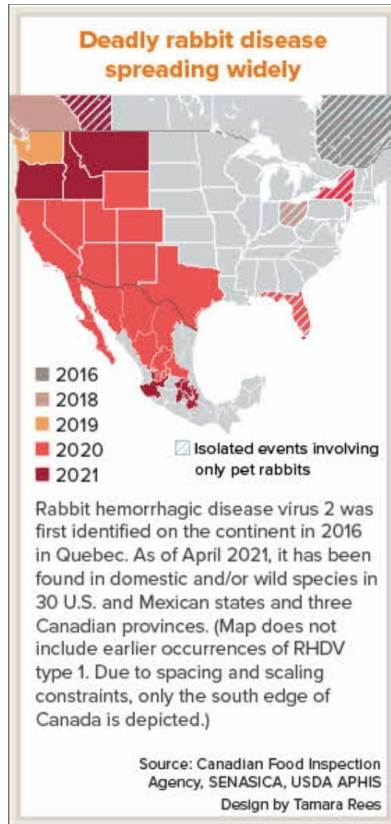 Deadly rabbit disease
spreading widely
2016
2018
2019
2020
2021
Isolated events involving
only pet rabbits
Rabbit hemorrhagic disease virus 2 was
first identified on the continent in 2016
in Quebec. As of April 2021, it has been
found in domestic and/or wild species in
30 U.S. and Mexican states and three
Canadian provinces. (Map does not
include earlier occurrences of RHDV
type 1. Due to spacing and scaling
constraints, only the south edge of
Canada is depicted.)
Source: Canadian Food Inspection
Agency, SENASICA, USDA APHIS
Design by Tamara Rees